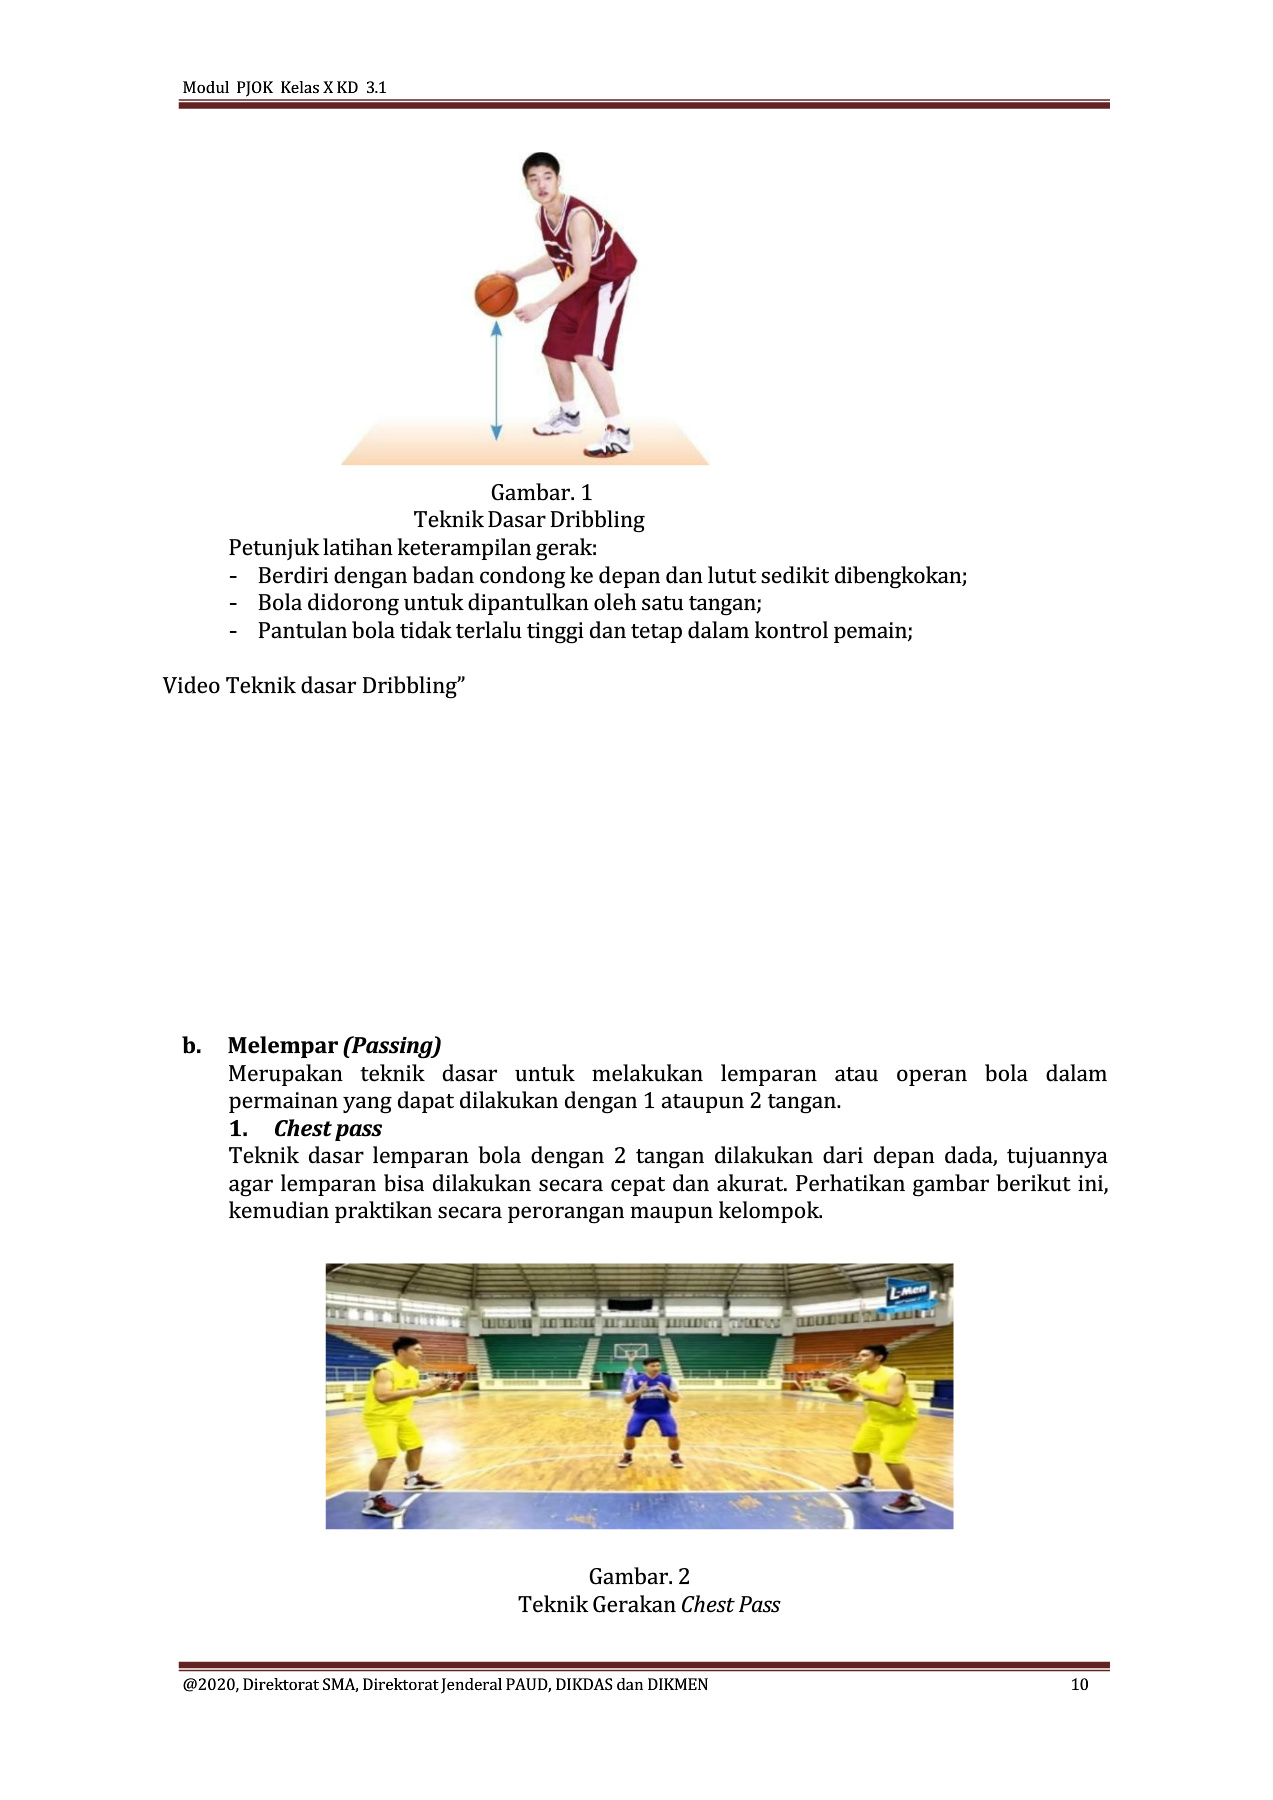 Modul PJOK Kelas X KD 3.1
Gambar. 1
Teknik Dasar Dribbling
Petunjuk latihan keterampilan gerak:
- Berdiri dengan badan condong ke depan dan lutut sedikit dibengkokan;
- Bola didorong untuk dipantulkan oleh satu tangan;
- Pantulan bola tidak terlalu tinggi dan tetap dalam kontrol pemain;
Video Teknik dasar Dribbling”
b. Melempar (Passing)
Merupakan teknik dasar untuk melakukan lemparan atau operan bola dalam
permainan yang dapat dilakukan dengan 1 ataupun 2 tangan.
1. Chest pass
Teknik dasar lemparan bola dengan 2 tangan dilakukan dari depan dada, tujuannya
agar lemparan bisa dilakukan secara cepat dan akurat. Perhatikan gambar berikut ini,
kemudian praktikan secara perorangan maupun kelompok.
L-Men
Gambar. 2
Teknik Gerakan Chest Pass
@2020, Direktorat SMA, Direktorat Jenderal PAUD, DIKDAS dan DIKMEN 10